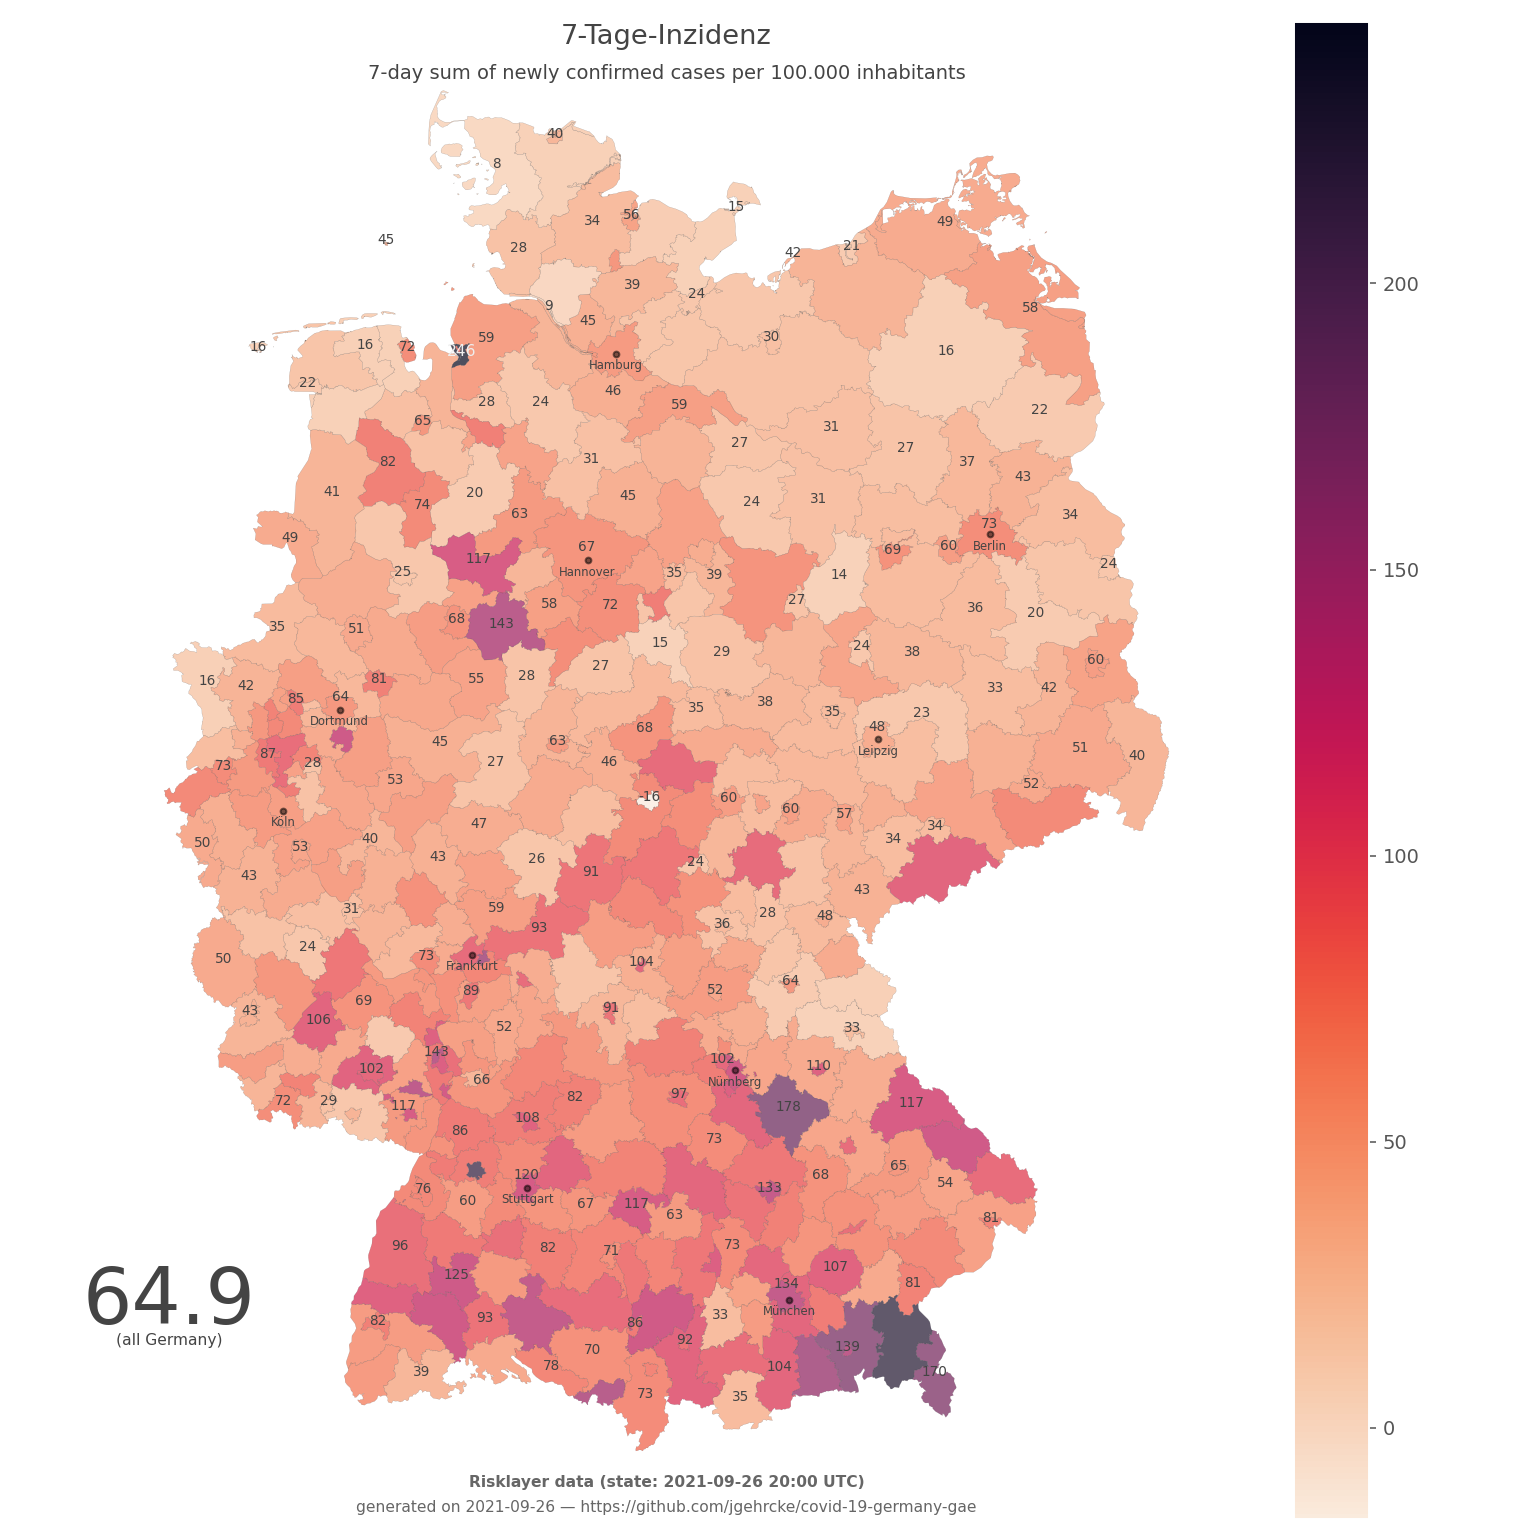 7-Tage-Inzidenz
7-day sum of newly confirmed cases per 100.000 inhabitants
40
8
15
34 56
45 28 49
42 21
39 24
9 45 58
59 30
16 16 72 246 16
Hamburg
22 46
28 24 59 22
65 31
27 27
82 31 37
43
41 20 45 24 31
74 63 34
49 73
67 69 60 Berlin
117 24
25 Hannover 35 39 14
58 72 27 36 20
35 51 68 143
15 29 24 38 60
16 42 81 55 28 27 33 42
85 64 35 38 35 23
Dortmund 68 48
87 45 63 Leipzig 51 40
73 28 27 46
53 52
-16 60 60 57
Köln 47 34 34
50 53 40
43 26 24
43 91 43
31 59 36 28 48
24 93
50 73 104
Frankfurt
89 52 64
43 69 91
106 52 33
143 102 110
102 66 Nürnberg
72 29 117 82 97 178 117
86 108
73
120 65
76 Stuttgart 133 68 54
60 67 117 63
81
96 82 71 73
125 107
134 81
64.9
(all Germany)
82 93 86 München
33
92 139
39 78 70 104 170
73 35
200
150
100
50
0
Risklayer data (state: 2021-09-26 20:00 UTC)
generated on 2021-09-26 — https://github.com/jgehrcke/covid-19-germany-gae